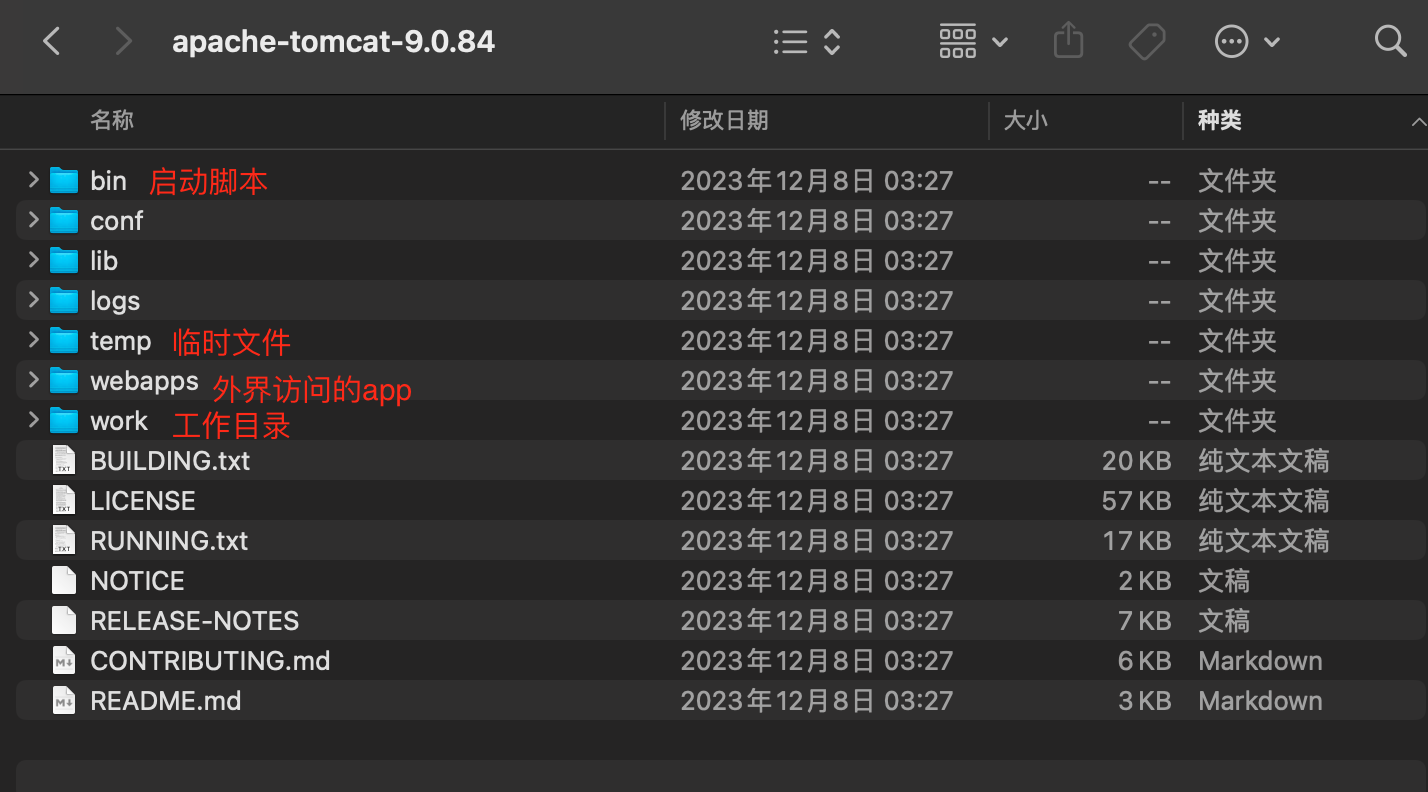 apache-tomcat-9.0.84
名称 修改日期 大小 种类
bin 启动脚本 2023年12月8日 03:27 -- 文件夹
conf 2023年12月8日 03:27 -- 文件夹
lib 2023年12月8日 03:27 -- 文件夹
logs 2023年12月8日 03:27 -- 文件夹
temp 临时文件 2023年12月8日 03:27 -- 文件夹
webapps 外界访问的app 2023年12月8日 03:27 -- 文件夹
work 工作目录 2023年12月8日 03:27 -- 文件夹
BUILDING.txt 2023年12月8日 03:27 20 KB 纯文本文稿
LICENSE 2023年12月8日 03:27 57 KB 纯文本文稿
RUNNING.txt 2023年12月8日 03:27 17 KB 纯文本文稿
NOTICE 2023年12月8日 03:27 2 KB 文稿
RELEASE-NOTES 2023年12月8日 03:27 7 KB 文稿
CONTRIBUTING.md 2023年12月8日 03:27 6 KB Markdown
README.md 2023年12月8日 03:27 3 KB Markdown